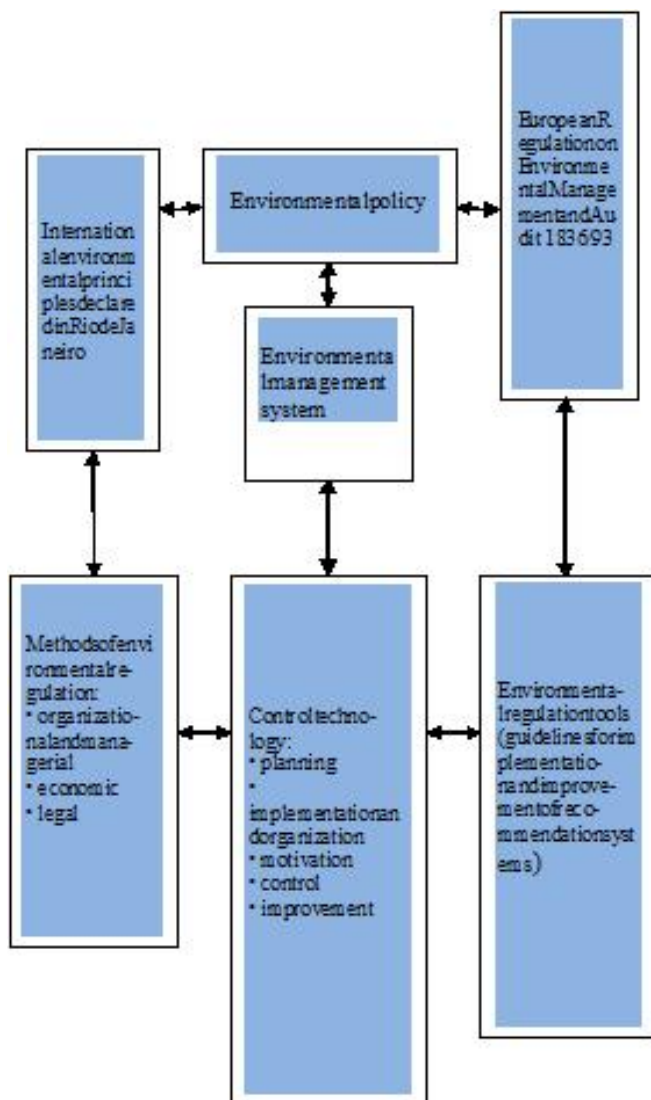 EuropeanR
egulationon
Environme
ntalManage
mentandAu
dit 183693
Environmentalpolicy
Internation
alenvironm
entalprinci
plesdeclare
dinRiodeJa
neiro
Environmenta
lmanagement
system
Methodsofenvi
ronmentalre-
gulation:
• organizatio-
nalandmana-
gerial
• economic
• legal
Controltechno-
logy:
• planning
•
implementationan
dorganization
• motivation
• control
• improvement
Environmenta-
lregulationtools
(guidelinesforim
plementatio-
nandimprove-
mentofreco-
mmendationsyst
ems)